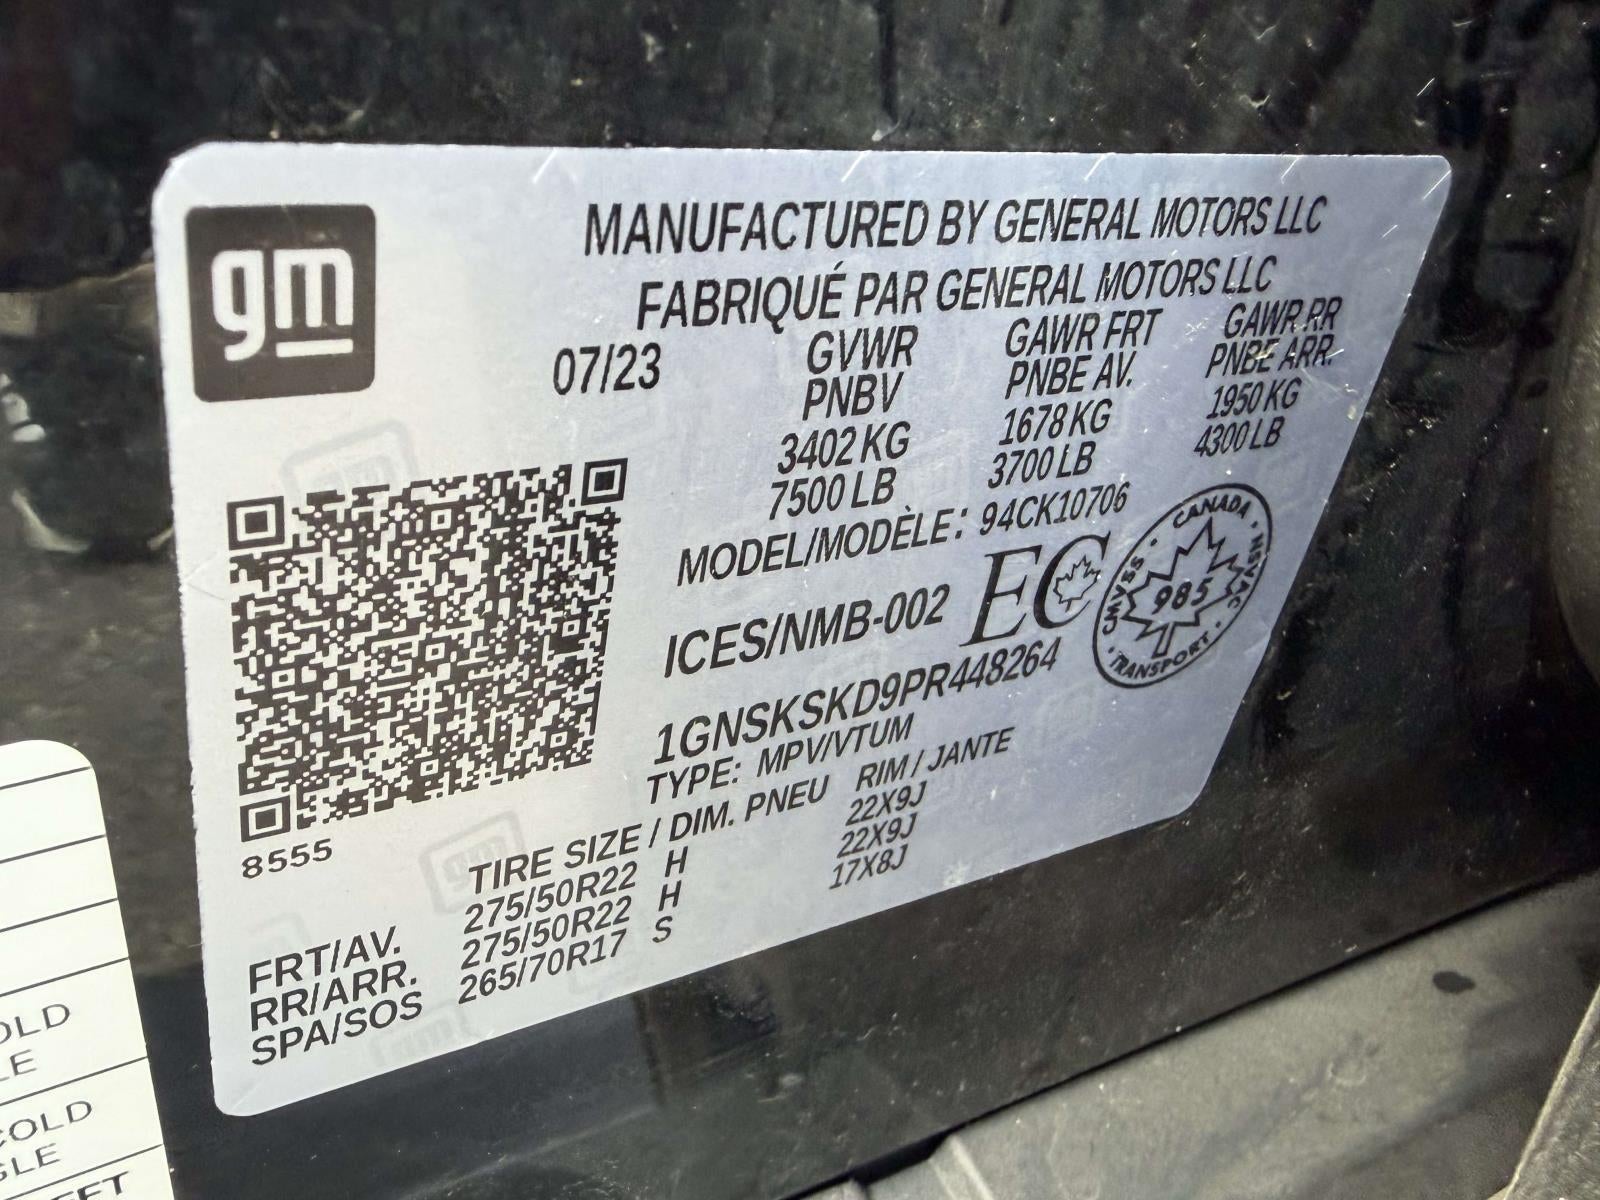 gm
MANUFACTURED BY GENERAL MOTORS LLC
FABRIQUÉ PAR GENERAL MOTORS LLC
07/23
GVWR GAWR FRT GAWR RR
PNBV PNBE AV. PNBE ARR.
3402 KG 1678 KG 1950 KG
7500 LB 3700 LB 4300 LB
MODEL/MODÈLE: 94CK10706
ICES/NMB-002 EC
CANADA · NSVAC · TRANSPORT · CMVSS ·
985
1GNSKSKD9PR448264
TYPE: MPV/VTUM
8555
TIRE SIZE / DIM. PNEU RIM / JANTE
FRT/AV. 275/50R22 H 22X9J
RR/ARR. 275/50R22 H 22X9J
SPA/SOS 265/70R17 S 17X8J